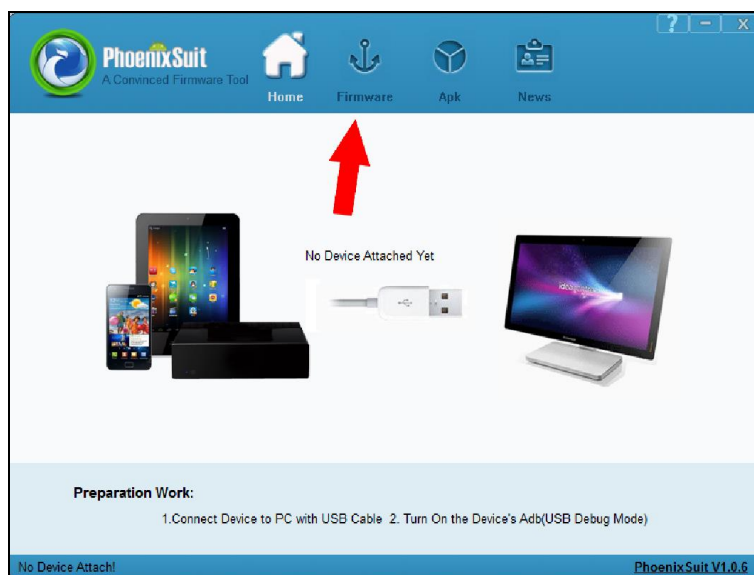 ? - x
PhoenixSuit
A Convinced Firmware Tool
Home Firmware Apk News
No Device Attached Yet
Preparation Work:
1.Connect Device to PC with USB Cable 2. Turn On the Device's Adb(USB Debug Mode)
No Device Attach! PhoenixSuit V1.0.6